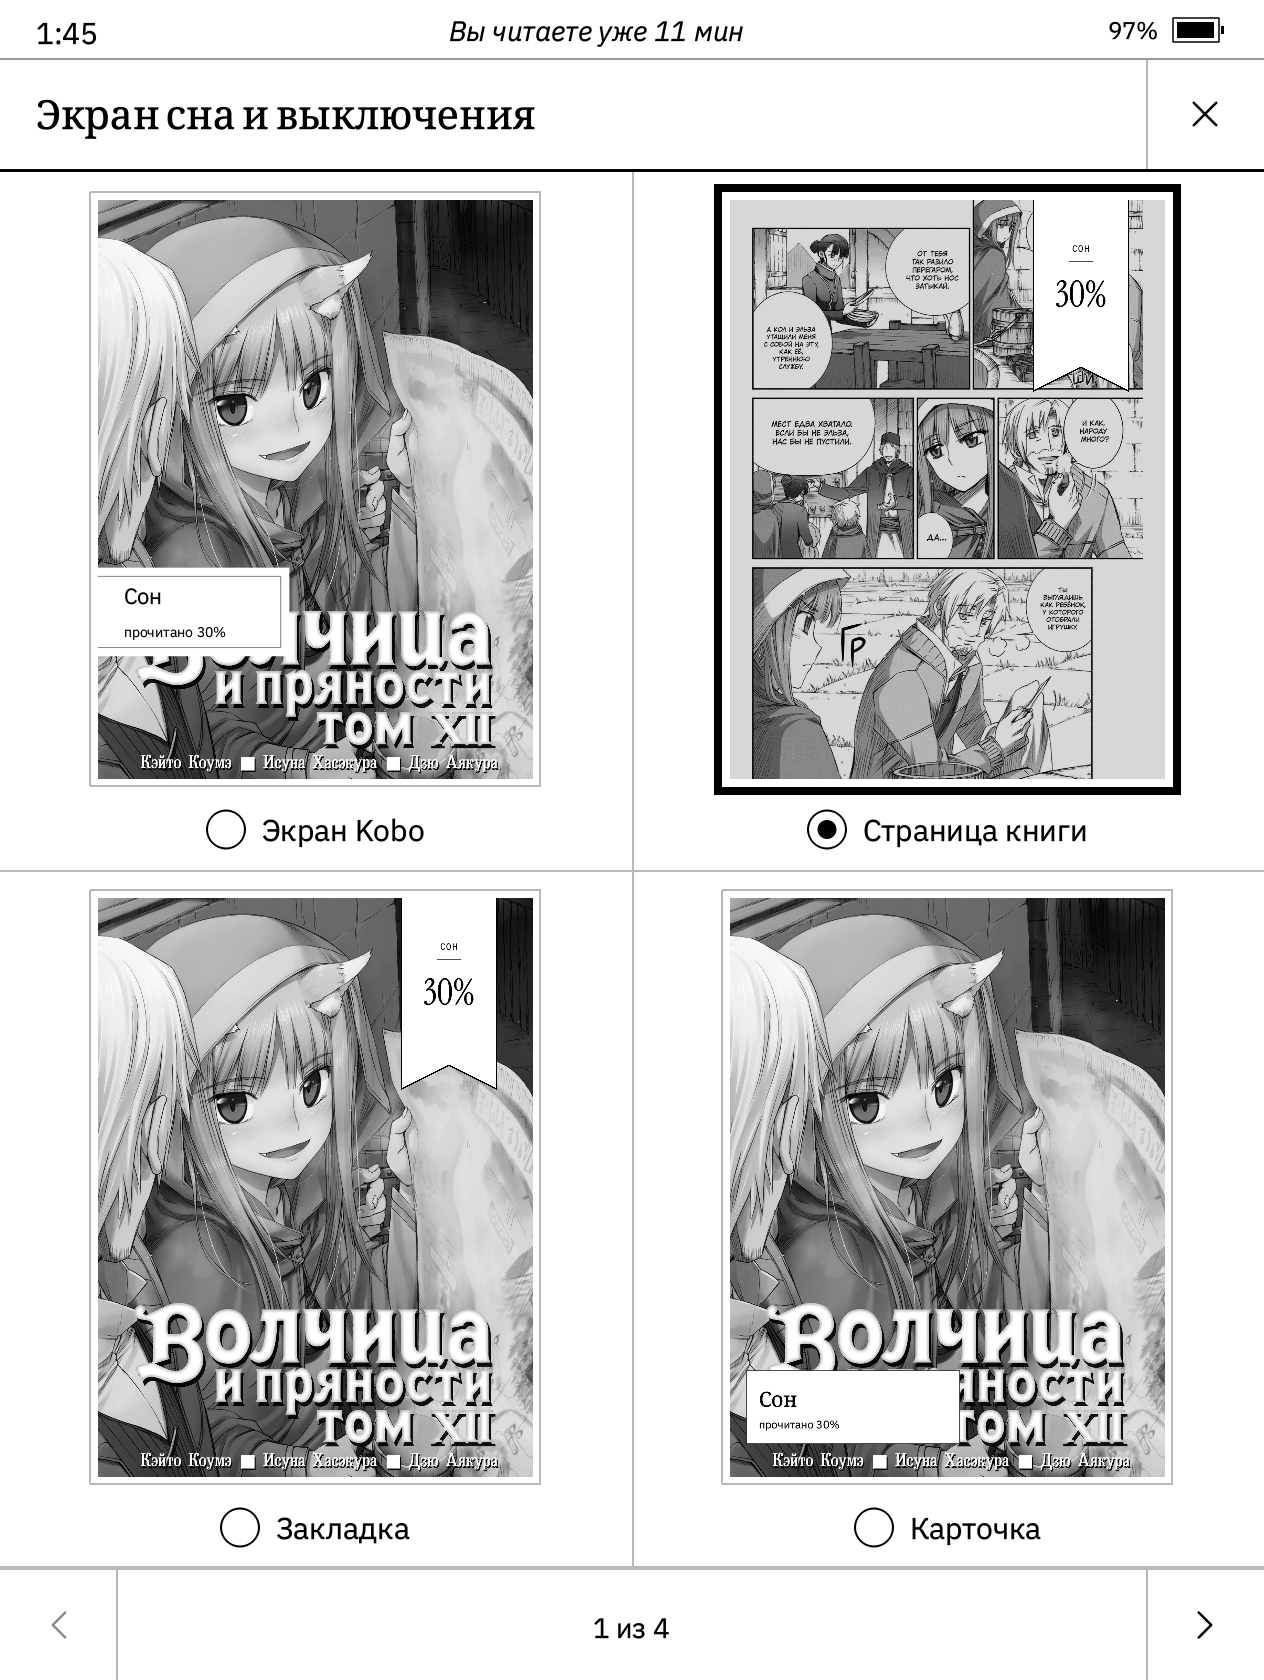 1:45
Вы читаете уже 11 мин
97%
Экран сна и выключения
Сон
прочитано 30%
Волчица
и пряности
том XII
Кэйто Коумэ ■ Исуна Хасэкура ■ Дзю Аякура
Экран Kobo
ОТ ТЕБЯ
ТАК РАЗИЛО
ПЕРЕГАРОМ,
ЧТО ХОТЬ НОС
ЗАТЫКАЙ.
СОН
30%
А КОЛ И ЭЛЬЗА
УТАЩИЛИ МЕНЯ
С СОБОЙ НА ЭТУ,
КАК ЕЁ,
УТРЕННЮЮ
СЛУЖБУ.
МЕСТ ЕДВА ХВАТАЛО,
ЕСЛИ БЫ НЕ ЭЛЬЗА,
НАС БЫ НЕ ПУСТИЛИ.
ДА...
И КАК,
НАРОДУ
МНОГО?
ТЫ
ВЫГЛЯДИШЬ
КАК РЕБЁНОК,
У КОТОРОГО
ОТОБРАЛИ
ИГРУШКУ.
ГР
Страница книги
СОН
30%
Волчица
и пряности
том XII
Кэйто Коумэ ■ Исуна Хасэкура ■ Дзю Аякура
Закладка
Волчица
Сон
прочитано 30%
том XII
Кэйто Коумэ ■ Исуна Хасэкура ■ Дзю Аякура
Карточка
1 из 4